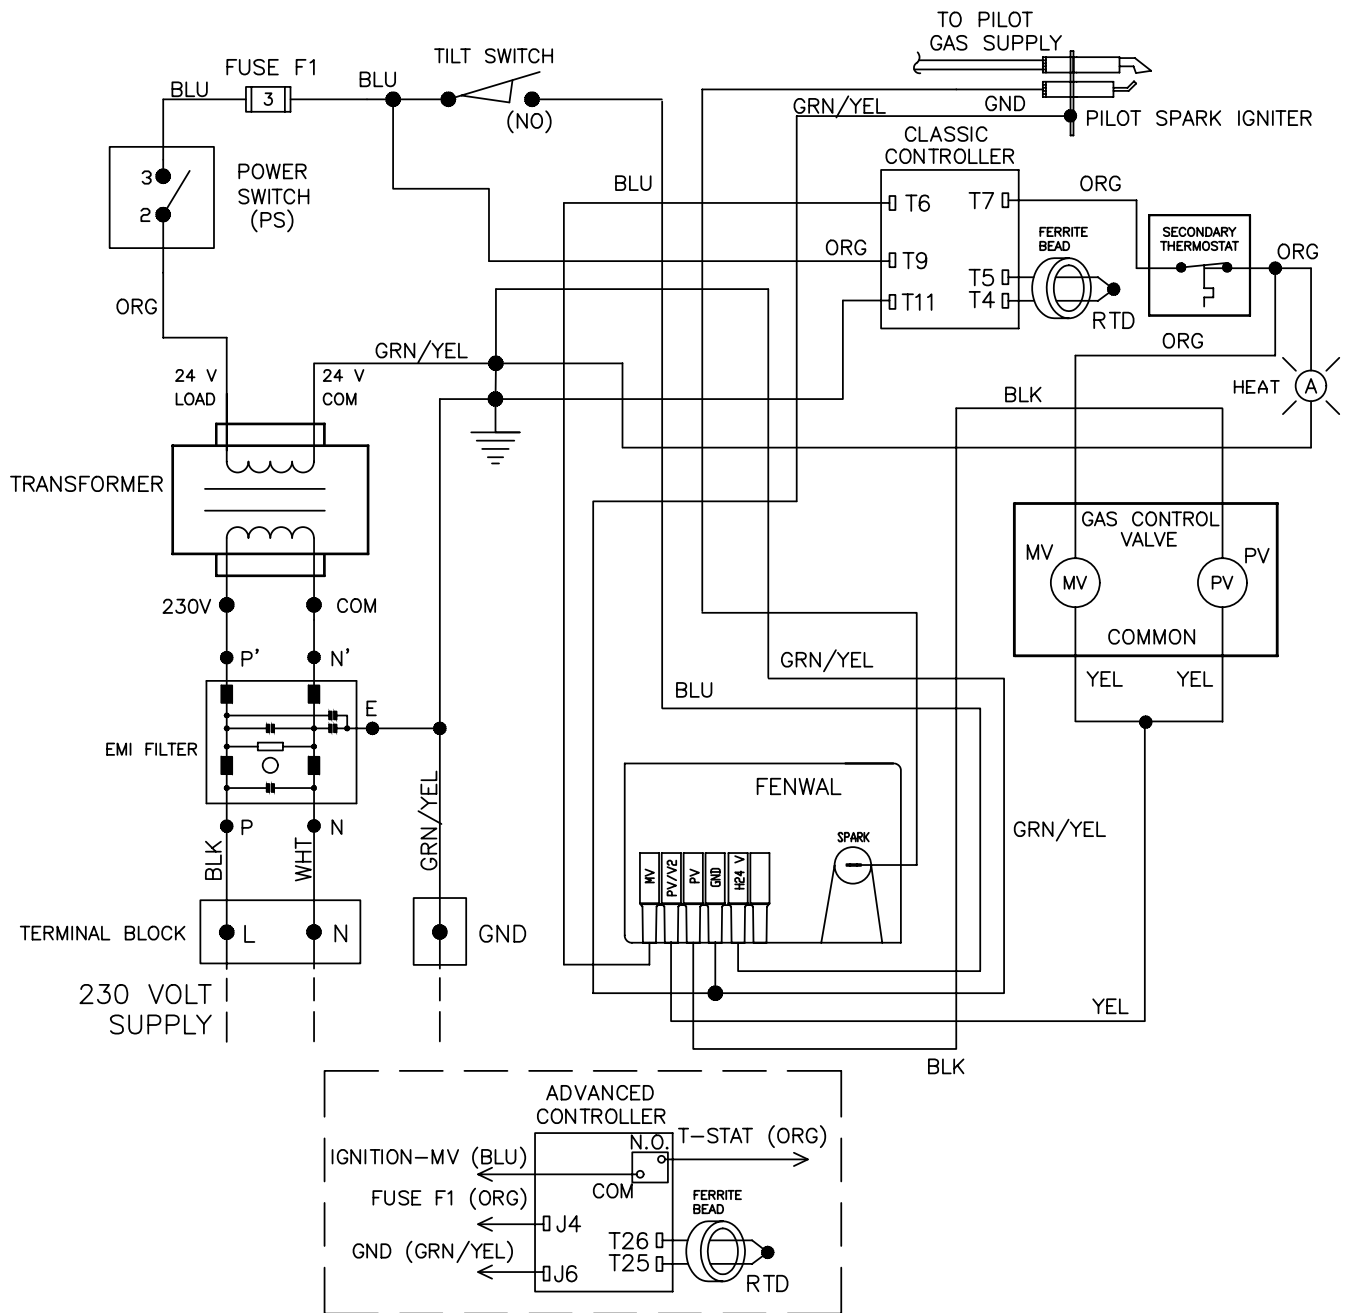 TO PILOT
GAS SUPPLY
TILT SWITCH
FUSE F1
BLU
BLU
3
(NO)
GRN/YEL
GND
PILOT SPARK IGNITER
CLASSIC
CONTROLLER
POWER
SWITCH
(PS)
3
2
BLU
T6
T7
ORG
FERRITE
BEAD
SECONDARY
THERMOSTAT
ORG
ORG
T9
T5
T11
T4
RTD
ORG
ORG
GRN/YEL
24 V
LOAD
24 V
COM
HEAT
A
BLK
TRANSFORMER
GAS CONTROL
VALVE
MV
PV
MV
PV
COMMON
230V
COM
P'
N'
GRN/YEL
YEL
YEL
BLU
E
EMI FILTER
FENWAL
GRN/YEL
P
N
GRN/YEL
SPARK
BLK
WHT
MV
PV/V2
PV
GND
H24 V
TERMINAL BLOCK
L
N
GND
230 VOLT
SUPPLY
YEL
BLK
ADVANCED
CONTROLLER
N.O.
T-STAT (ORG)
IGNITION-MV (BLU)
COM
FUSE F1 (ORG)
J4
FERRITE
BEAD
T26
GND (GRN/YEL)
T25
J6
RTD